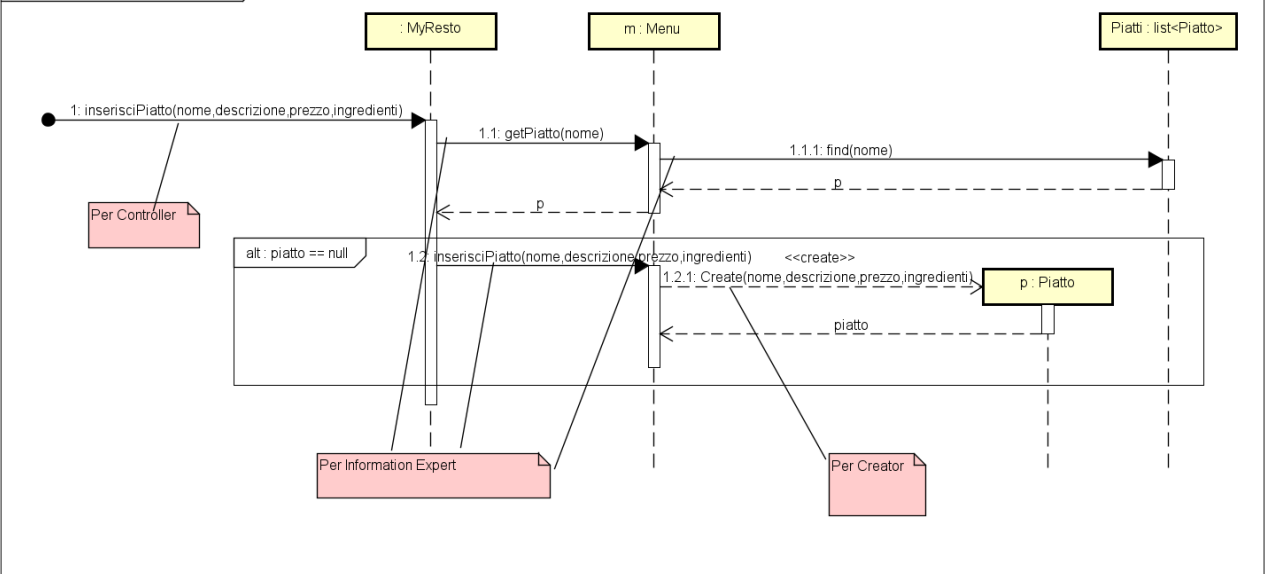 : MyResto
m : Menu
Piatti : list<Piatto>
1: inserisciPiatto(nome,descrizione,prezzo,ingredienti)
1.1: getPiatto(nome)
1.1.1: find(nome)
p
p
Per Controller
alt : piatto == null
1.2: inserisciPiatto(nome,descrizione,prezzo,ingredienti)
<<create>>
1.2.1: Create(nome,descrizione,prezzo,ingredienti)
p : Piatto
piatto
Per Information Expert
Per Creator